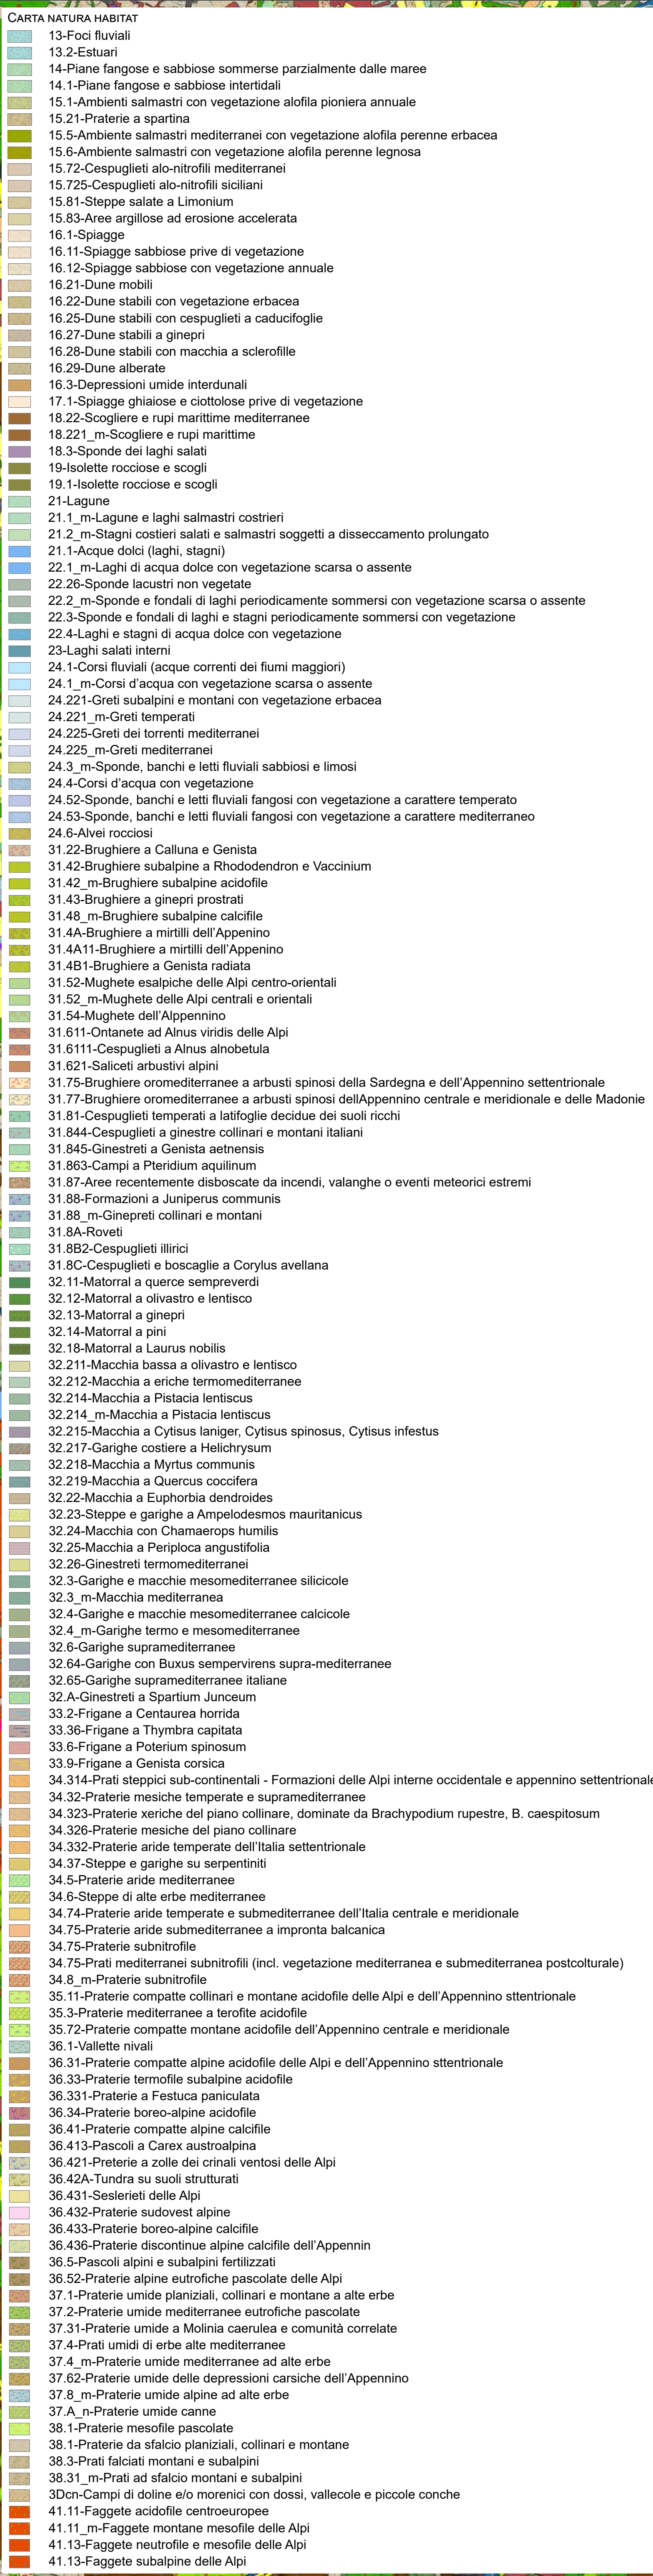 CARTA NATURA HABITAT
13-Foci fluviali
13.2-Estuari
14-Piane fangose e sabbiose sommerse parzialmente dalle maree
14.1-Piane fangose e sabbiose intertidali
15.1-Ambienti salmastri con vegetazione alofila pioniera annuale
15.21-Praterie a spartina
15.5-Ambiente salmastri mediterranei con vegetazione alofila perenne erbacea
15.6-Ambiente salmastri con vegetazione alofila perenne legnosa
15.72-Cespuglieti alo-nitrofili mediterranei
15.725-Cespuglieti alo-nitrofili siciliani
15.81-Steppe salate a Limonium
15.83-Aree argillose ad erosione accelerata
16.1-Spiagge
16.11-Spiagge sabbiose prive di vegetazione
16.12-Spiagge sabbiose con vegetazione annuale
16.21-Dune mobili
16.22-Dune stabili con vegetazione erbacea
16.25-Dune stabili con cespuglieti a caducifoglie
16.27-Dune stabili a ginepri
16.28-Dune stabili con macchia a sclerofille
16.29-Dune alberate
16.3-Depressioni umide interdunali
17.1-Spiagge ghiaiose e ciottolose prive di vegetazione
18.22-Scogliere e rupi marittime mediterranee
18.221_m-Scogliere e rupi marittime
18.3-Sponde dei laghi salati
19-Isolette rocciose e scogli
19.1-Isolette rocciose e scogli
21-Lagune
21.1_m-Lagune e laghi salmastri costrieri
21.2_m-Stagni costieri salati e salmastri soggetti a disseccamento prolungato
21.1-Acque dolci (laghi, stagni)
22.1_m-Laghi di acqua dolce con vegetazione scarsa o assente
22.26-Sponde lacustri non vegetate
22.2_m-Sponde e fondali di laghi periodicamente sommersi con vegetazione scarsa o assente
22.3-Sponde e fondali di laghi e stagni periodicamente sommersi con vegetazione
22.4-Laghi e stagni di acqua dolce con vegetazione
23-Laghi salati interni
24.1-Corsi fluviali (acque correnti dei fiumi maggiori)
24.1_m-Corsi d'acqua con vegetazione scarsa o assente
24.221-Greti subalpini e montani con vegetazione erbacea
24.221_m-Greti temperati
24.225-Greti dei torrenti mediterranei
24.225_m-Greti mediterranei
24.3_m-Sponde, banchi e letti fluviali sabbiosi e limosi
24.4-Corsi d'acqua con vegetazione
24.52-Sponde, banchi e letti fluviali fangosi con vegetazione a carattere temperato
24.53-Sponde, banchi e letti fluviali fangosi con vegetazione a carattere mediterraneo
24.6-Alvei rocciosi
31.22-Brughiere a Calluna e Genista
31.42-Brughiere subalpine a Rhododendron e Vaccinium
31.42_m-Brughiere subalpine acidofile
31.43-Brughiere a ginepri prostrati
31.48_m-Brughiere subalpine calcifile
31.4A-Brughiere a mirtilli dell'Appenino
31.4A11-Brughiere a mirtilli dell'Appenino
31.4B1-Brughiere a Genista radiata
31.52-Mughete esalpiche delle Alpi centro-orientali
31.52_m-Mughete delle Alpi centrali e orientali
31.54-Mughete dell'Alppennino
31.611-Ontanete ad Alnus viridis delle Alpi
31.6111-Cespuglieti a Alnus alnobetula
31.621-Saliceti arbustivi alpini
31.75-Brughiere oromediterranee a arbusti spinosi della Sardegna e dell'Appennino settentrionale
31.77-Brughiere oromediterranee a arbusti spinosi dellAppennino centrale e meridionale e delle Madonie
31.81-Cespuglieti temperati a latifoglie decidue dei suoli ricchi
31.844-Cespuglieti a ginestre collinari e montani italiani
31.845-Ginestreti a Genista aetnensis
31.863-Campi a Pteridium aquilinum
31.87-Aree recentemente disboscate da incendi, valanghe o eventi meteorici estremi
31.88-Formazioni a Juniperus communis
31.88_m-Ginepreti collinari e montani
31.8A-Roveti
31.8B2-Cespuglieti illirici
31.8C-Cespuglieti e boscaglie a Corylus avellana
32.11-Matorral a querce sempreverdi
32.12-Matorral a olivastro e lentisco
32.13-Matorral a ginepri
32.14-Matorral a pini
32.18-Matorral a Laurus nobilis
32.211-Macchia bassa a olivastro e lentisco
32.212-Macchia a eriche termomediterranee
32.214-Macchia a Pistacia lentiscus
32.214_m-Macchia a Pistacia lentiscus
32.215-Macchia a Cytisus laniger, Cytisus spinosus, Cytisus infestus
32.217-Garighe costiere a Helichrysum
32.218-Macchia a Myrtus communis
32.219-Macchia a Quercus coccifera
32.22-Macchia a Euphorbia dendroides
32.23-Steppe e garighe a Ampelodesmos mauritanicus
32.24-Macchia con Chamaerops humilis
32.25-Macchia a Periploca angustifolia
32.26-Ginestreti termomediterranei
32.3-Garighe e macchie mesomediterranee silicicole
32.3_m-Macchia mediterranea
32.4-Garighe e macchie mesomediterranee calcicole
32.4_m-Garighe termo e mesomediterranee
32.6-Garighe supramediterranee
32.64-Garighe con Buxus sempervirens supra-mediterranee
32.65-Garighe supramediterranee italiane
32.A-Ginestreti a Spartium Junceum
33.2-Frigane a Centaurea horrida
33.36-Frigane a Thymbra capitata
33.6-Frigane a Poterium spinosum
33.9-Frigane a Genista corsica
34.314-Prati steppici sub-continentali - Formazioni delle Alpi interne occidentale e appennino settentrionale
34.32-Praterie mesiche temperate e supramediterranee
34.323-Praterie xeriche del piano collinare, dominate da Brachypodium rupestre, B. caespitosum
34.326-Praterie mesiche del piano collinare
34.332-Praterie aride temperate dell'Italia settentrionale
34.37-Steppe e garighe su serpentiniti
34.5-Praterie aride mediterranee
34.6-Steppe di alte erbe mediterranee
34.74-Praterie aride temperate e submediterranee dell'Italia centrale e meridionale
34.75-Praterie aride submediterranee a impronta balcanica
34.75-Praterie subnitrofile
34.75-Prati mediterranei subnitrofili (incl. vegetazione mediterranea e submediterranea postcolturale)
34.8_m-Praterie subnitrofile
35.11-Praterie compatte collinari e montane acidofile delle Alpi e dell'Appennino sttentrionale
35.3-Praterie mediterranee a terofite acidofile
35.72-Praterie compatte montane acidofile dell'Appennino centrale e meridionale
36.1-Vallette nivali
36.31-Praterie compatte alpine acidofile delle Alpi e dell'Appennino sttentrionale
36.33-Praterie termofile subalpine acidofile
36.331-Praterie a Festuca paniculata
36.34-Praterie boreo-alpine acidofile
36.41-Praterie compatte alpine calcifile
36.413-Pascoli a Carex austroalpina
36.421-Preterie a zolle dei crinali ventosi delle Alpi
36.42A-Tundra su suoli strutturati
36.431-Seslerieti delle Alpi
36.432-Praterie sudovest alpine
36.433-Praterie boreo-alpine calcifile
36.436-Praterie discontinue alpine calcifile dell'Appennin
36.5-Pascoli alpini e subalpini fertilizzati
36.52-Praterie alpine eutrofiche pascolate delle Alpi
37.1-Praterie umide planiziali, collinari e montane a alte erbe
37.2-Praterie umide mediterranee eutrofiche pascolate
37.31-Praterie umide a Molinia caerulea e comunità correlate
37.4-Prati umidi di erbe alte mediterranee
37.4_m-Praterie umide mediterranee ad alte erbe
37.62-Praterie umide delle depressioni carsiche dell'Appennino
37.8_m-Praterie umide alpine ad alte erbe
37.A_n-Praterie umide canne
38.1-Praterie mesofile pascolate
38.1-Praterie da sfalcio planiziali, collinari e montane
38.3-Prati falciati montani e subalpini
38.31_m-Prati ad sfalcio montani e subalpini
3Dcn-Campi di doline e/o morenici con dossi, vallecole e piccole conche
41.11-Faggete acidofile centroeuropee
41.11_m-Faggete montane mesofile delle Alpi
41.13-Faggete neutrofile e mesofile delle Alpi
41.13-Faggete subalpine delle Alpi